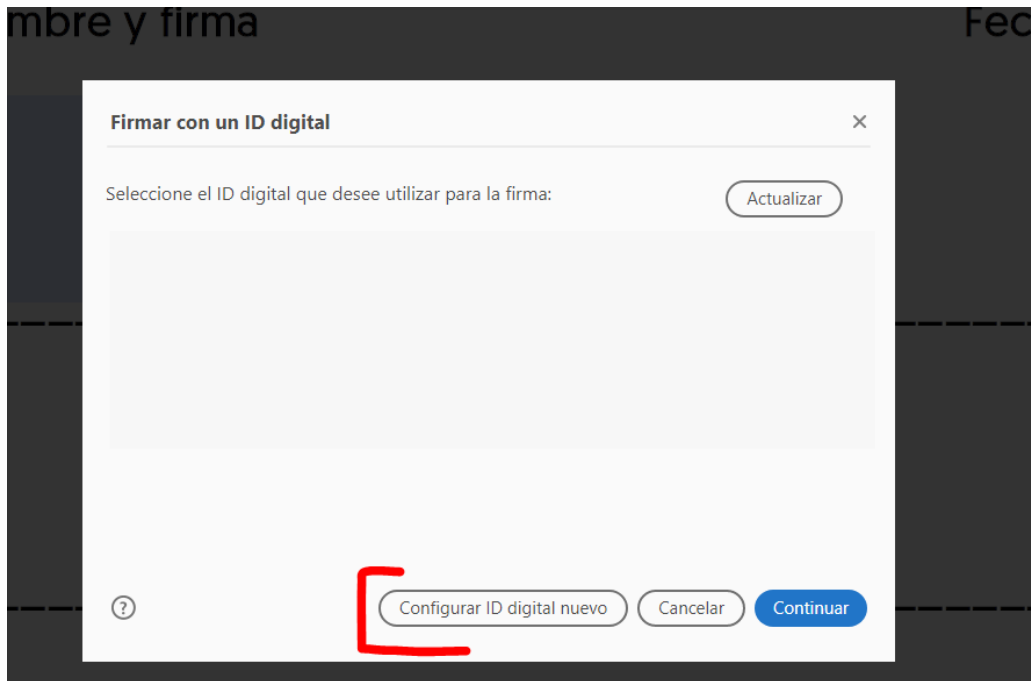 mbre y firma Fec
Firmar con un ID digital
Seleccione el ID digital que desee utilizar para la firma: Actualizar
Configurar ID digital nuevo Cancelar Continuar